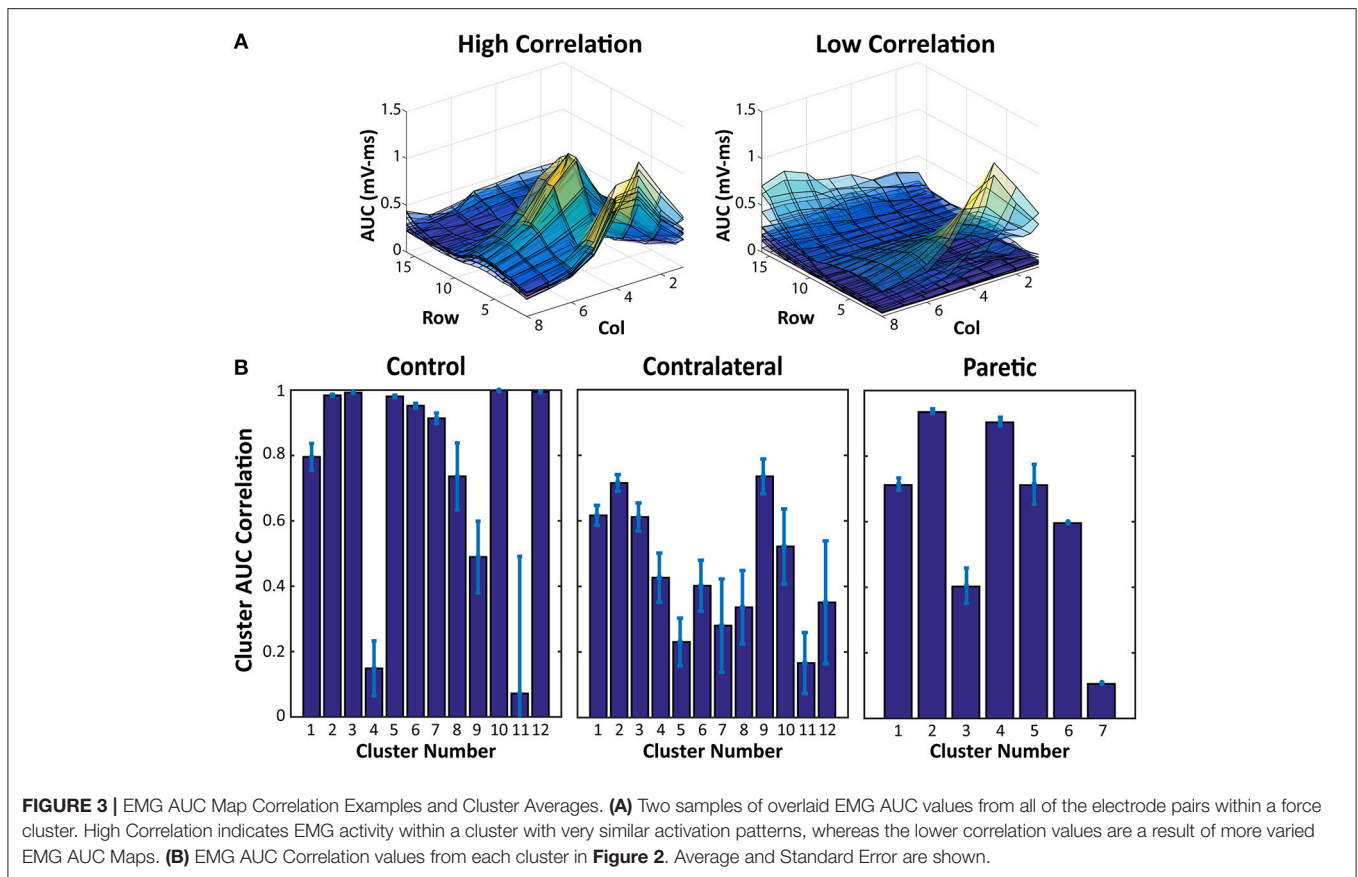 A
High Correlation
Low Correlation
AUC (mV-ms)
1.5
1
0.5
0
15
10
5
Row
8
6
4
2
Col
AUC (mV-ms)
1.5
1
0.5
0
15
10
5
Row
8
6
4
2
Col
B
Control
Contralateral
Paretic
Cluster AUC Correlation
1
0.8
0.6
0.4
0.2
0
1 2 3 4 5 6 7 8 9 10 11 12
Cluster Number
1 2 3 4 5 6 7 8 9 10 11 12
Cluster Number
1 2 3 4 5 6 7
Cluster Number
FIGURE 3 | EMG AUC Map Correlation Examples and Cluster Averages. (A) Two samples of overlaid EMG AUC values from all of the electrode pairs within a force
cluster. High Correlation indicates EMG activity within a cluster with very similar activation patterns, whereas the lower correlation values are a result of more varied
EMG AUC Maps. (B) EMG AUC Correlation values from each cluster in Figure 2. Average and Standard Error are shown.